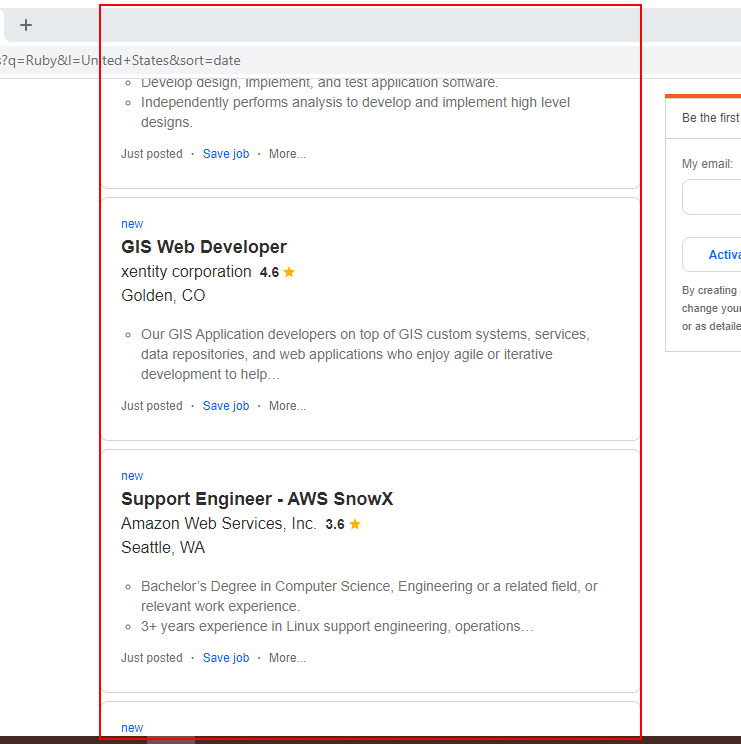 +
s?q=Ruby&l=United+States&sort=date
Develop design, implement, and test application software.
Independently performs analysis to develop and implement high level
designs.
Just posted · Save job · More...
new
GIS Web Developer
xentity corporation 4.6 ★
Golden, CO
Our GIS Application developers on top of GIS custom systems, services,
data repositories, and web applications who enjoy agile or iterative
development to help…
Just posted · Save job · More...
new
Support Engineer - AWS SnowX
Amazon Web Services, Inc. 3.6 ★
Seattle, WA
Bachelor’s Degree in Computer Science, Engineering or a related field, or
relevant work experience.
3+ years experience in Linux support engineering, operations…
Just posted · Save job · More...
new
Be the first
My email:
Activa
By creating
change your
or as detaile